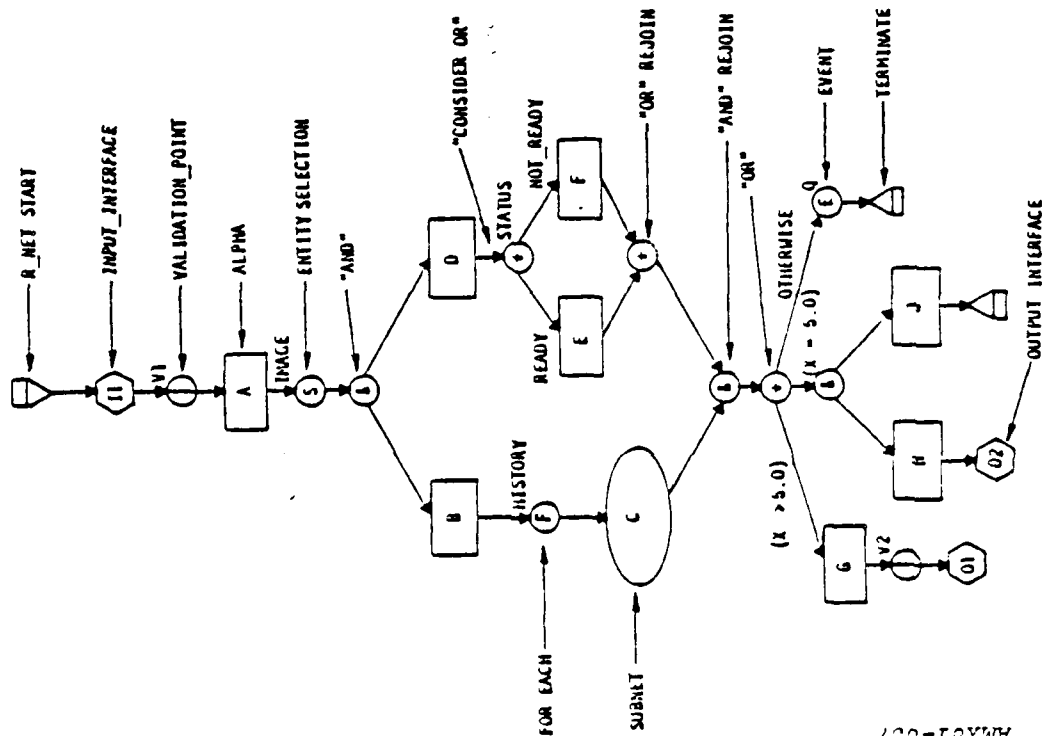 R_NET START
INPUT_INTERFACE
I1
V1
VALIDATION_POINT
A
ALPHA
IMAGE
S
ENTITY SELECTION
&
"AND"
B
D
HISTORY
"CONSIDER OR"
FOR EACH
F
+
STATUS
READY
NOT_READY
C
E
F
SUBNET
+
"OR" REJOIN
&
"AND" REJOIN
+
"OR"
(X > 5.0)
(X = 5.0)
OTHERWISE
G
&
E
Q
EVENT
V2
H
J
TERMINATE
O1
O2
OUTPUT INTERFACE